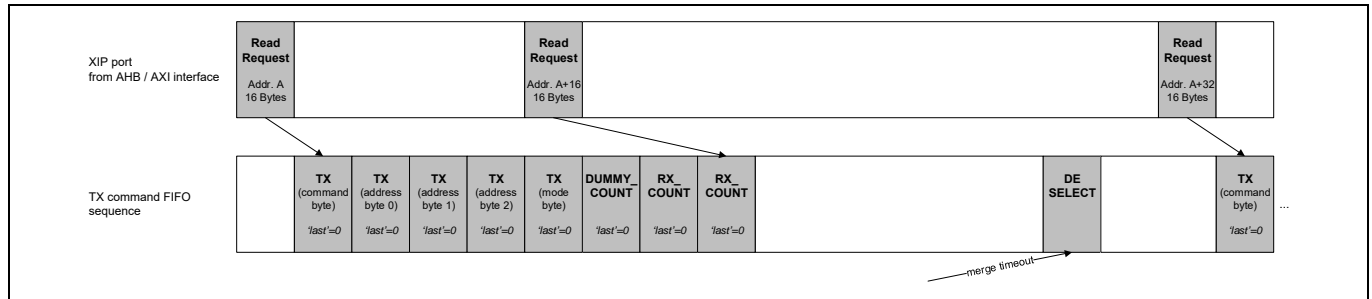 XIP port
from AHB / AXI interface
Read
Request
Addr. A
16 Bytes
Read
Request
Addr. A+16
16 Bytes
Read
Request
Addr. A+32
16 Bytes
TX command FIFO
sequence
TX
(command
byte)
'last'=0
TX
(address
byte 0)
'last'=0
TX
(address
byte 1)
'last'=0
TX
(address
byte 2)
'last'=0
TX
(mode
byte)
'last'=0
DUMMY_
COUNT
'last'=0
RX_
COUNT
'last'=0
RX_
COUNT
'last'=0
DE
SELECT
TX
(command
byte)
'last'=0
...
merge timeout